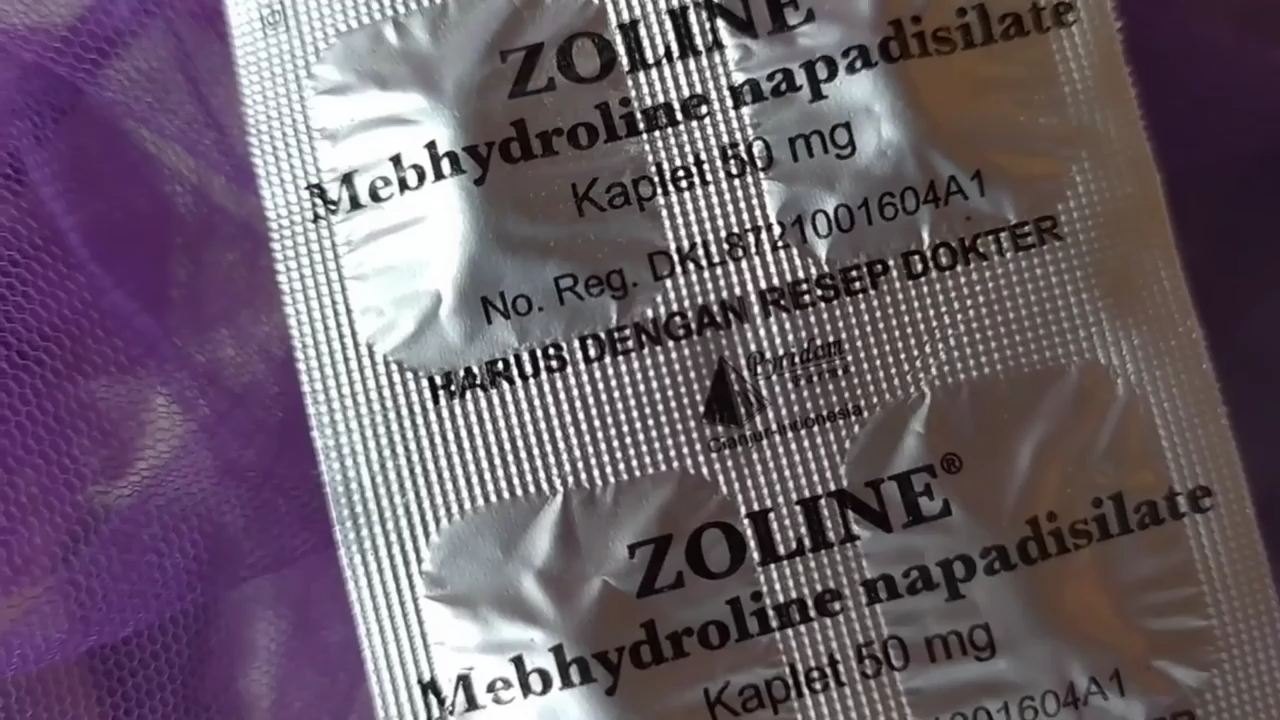 ZOLINE
Mebhydroline napadisilate
Kaplet 50 mg
No. Reg. DKL8721001604A1
HARUS DENGAN RESEP DOKTER
Cianjur-Indonesia
ZOLINE®
Mebhydroline napadisilate
Kaplet 50 mg
001604A1